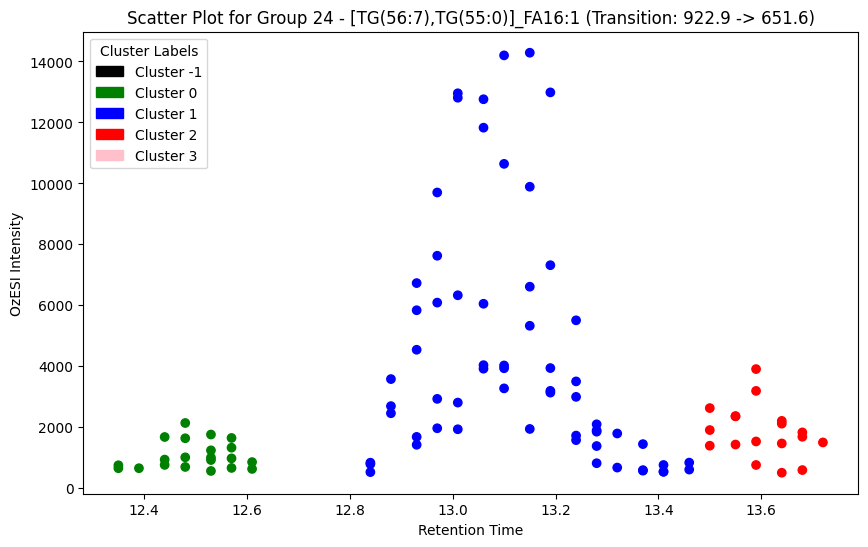 Scatter Plot for Group 24 - [TG(56:7),TG(55:0)]_FA16:1 (Transition: 922.9 -> 651.6)
Cluster Labels
Cluster -1
Cluster 0
Cluster 1
Cluster 2
Cluster 3
OzESI Intensity
14000
12000
10000
8000
6000
4000
2000
0
12.4 12.6 12.8 13.0 13.2 13.4 13.6
Retention Time